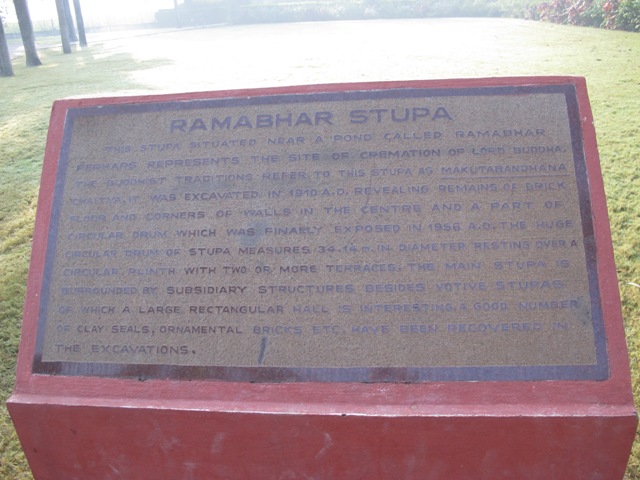 RAMABHAR STUPA
THIS STUPA SITUATED NEAR A POND CALLED RAMABHAR
PERHAPS REPRESENTS THE SITE OF CREMATION OF LORD BUDDHA.
THE BUDDHIST TRADITIONS REFER TO THIS STUPA AS MAKUTABANDHANA
CHAITYA. IT WAS EXCAVATED IN 1910 A.D. REVEALING REMAINS OF BRICK
FLOOR AND CORNERS OF WALLS IN THE CENTRE AND A PART OF
CIRCULAR DRUM WHICH WAS FINALLY EXPOSED IN 1956 A.D. THE HUGE
CIRCULAR DRUM OF STUPA MEASURES 34.14 m. IN DIAMETER RESTING OVER A
CIRCULAR PLINTH WITH TWO OR MORE TERRACES. THE MAIN STUPA IS
SURROUNDED BY SUBSIDIARY STRUCTURES BESIDES VOTIVE STUPAS
OF WHICH A LARGE RECTANGULAR HALL IS INTERESTING. A GOOD NUMBER
OF CLAY SEALS, ORNAMENTAL BRICKS ETC. HAVE BEEN RECOVERED IN
THE EXCAVATIONS.